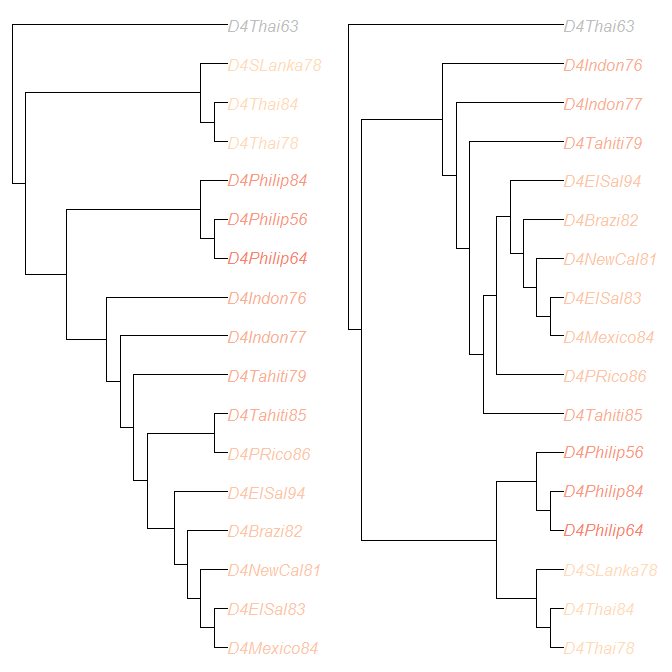 D4Thai63
D4SLanka78
D4Thai84
D4Thai78
D4Philip84
D4Philip56
D4Philip64
D4Indon76
D4Indon77
D4Tahiti79
D4Tahiti85
D4PRico86
D4ElSal94
D4Brazi82
D4NewCal81
D4ElSal83
D4Mexico84
D4Thai63
D4Indon76
D4Indon77
D4Tahiti79
D4ElSal94
D4Brazi82
D4NewCal81
D4ElSal83
D4Mexico84
D4PRico86
D4Tahiti85
D4Philip56
D4Philip84
D4Philip64
D4SLanka78
D4Thai84
D4Thai78